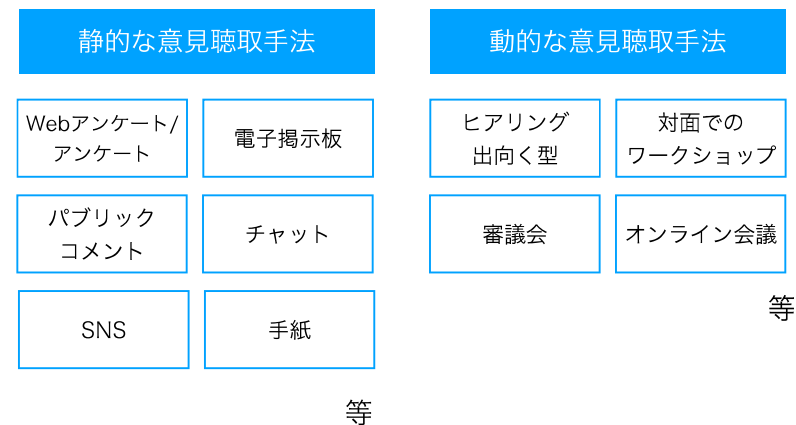 静的な意見聴取手法
Webアンケート/
アンケート
電子掲示板
パブリック
コメント
チャット
SNS
手紙
等
動的な意見聴取手法
ヒアリング
出向く型
対面での
ワークショップ
審議会
オンライン会議
等